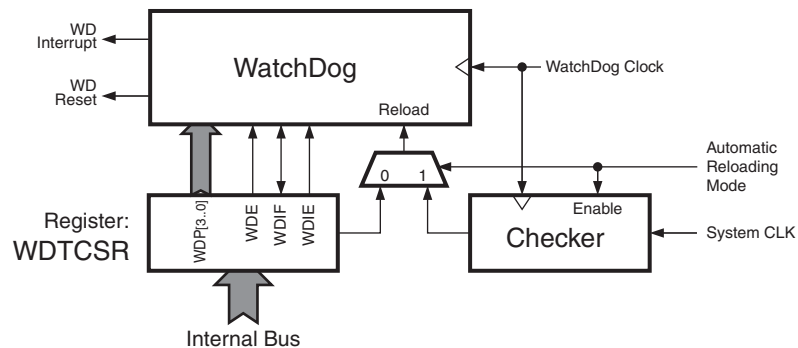 WD
Interrupt
WatchDog
WatchDog Clock
WD
Reset
Reload
Automatic
Reloading
Mode
0 1
Register:
WDTCSR
WDP[3..0]
WDE
WDIF
WDIE
Enable
Checker
System CLK
Internal Bus